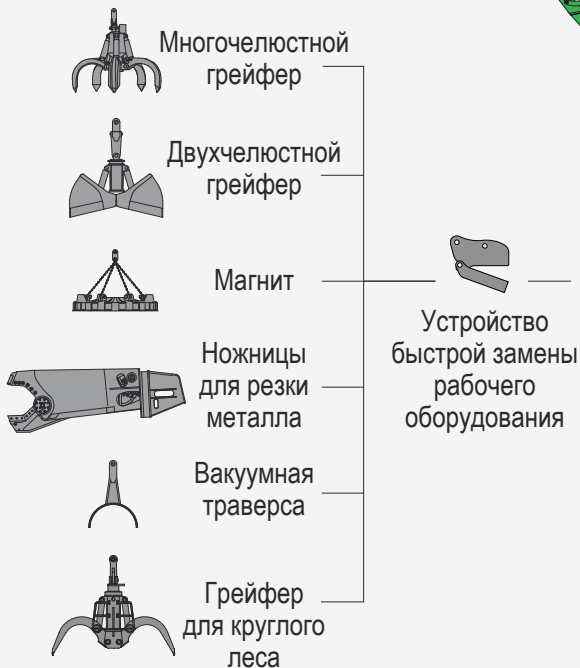 Многочелюстной
грейфер
Двухчелюстной
грейфер
Магнит
Ножницы
для резки
металла
Вакуумная
траверса
Грейфер
для круглого
леса
Устройство
быстрой замены
рабочего
оборудования